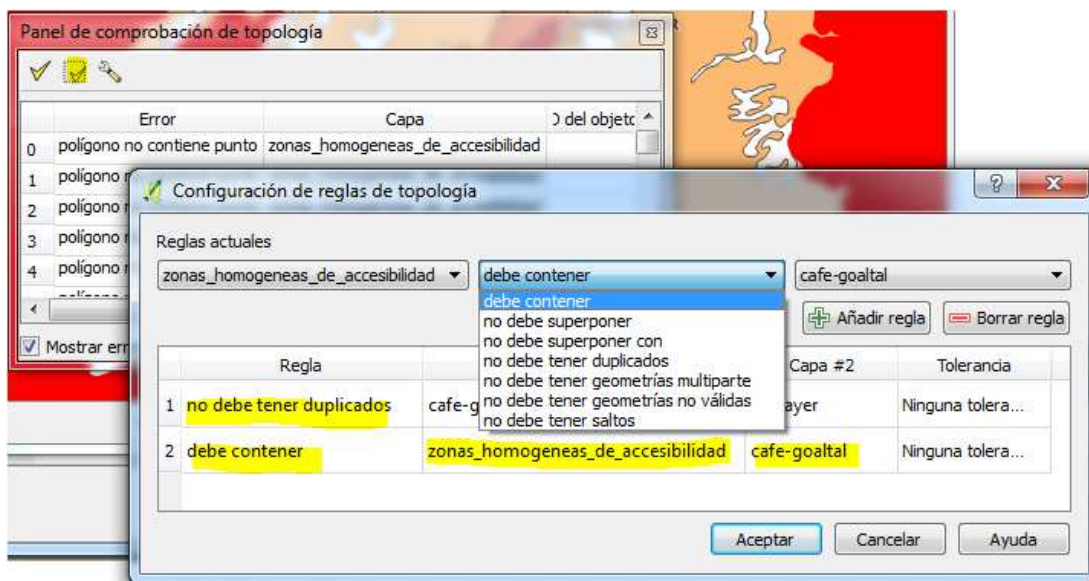 Panel de comprobación de topología
Error Capa del objeto
0 polígono no contiene punto zonas_homogeneas_de_accesibilidad
1 polígono
2 polígono
3 polígono
4 polígono
Mostrar
Configuración de reglas de topología
Reglas actuales
zonas_homogeneas_de_accesibilidad debe contener cafe-goaltal
debe contener
no debe superponer
no debe superponer con
no debe tener duplicados
no debe tener geometrías multiparte
no debe tener geometrías no válidas
no debe tener saltos
Añadir regla Borrar regla
Regla Capa #2 Tolerancia
1 no debe tener duplicados Ninguna tolera...
2 debe contener zonas_homogeneas_de_accesibilidad cafe-goaltal Ninguna tolera...
Aceptar Cancelar Ayuda